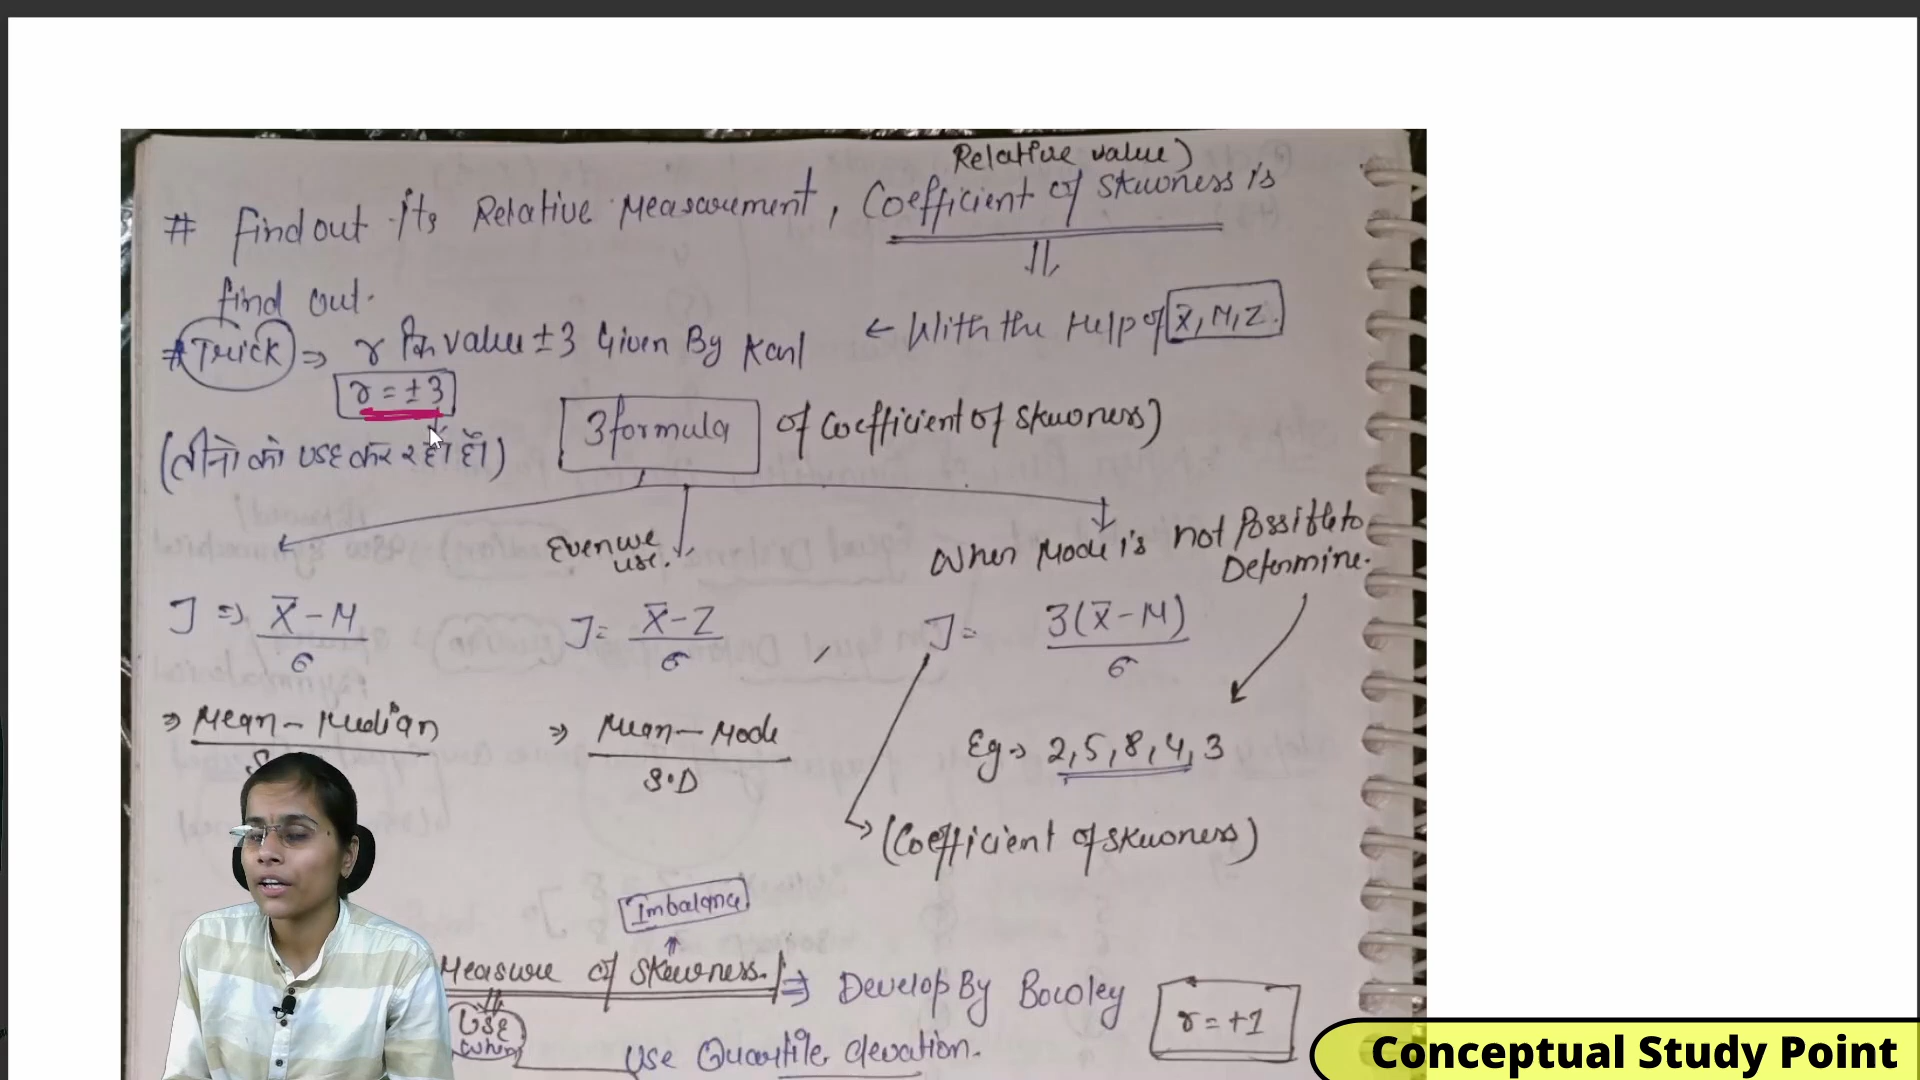 Relative value)
# Find out its Relative Measurement, Coefficient of Skewness is
find out.
# Trick ⇒ r की value ± 3 Given By Karl
← With the Help of X̄, M, Z.
r = ± 3
(तीनो को use कर रहे हैं)
3 formula of Coefficient of Skewness)
Even we use.
When Mode is not Possible to Determine.
J ⇒ X̄ - M / σ
J = X̄ - Z / σ ,
J = 3(X̄ - M) / σ
⇒ Mean - Median
⇒ Mean - Mode / S.D
Eg → 2,5,8,4,3
(Coefficient of Skewness)
Imbalance
Measure of Skewness. ⇒ Develop By Bowley
r = +1
Use When
use Quartile deviation.
Conceptual Study Point